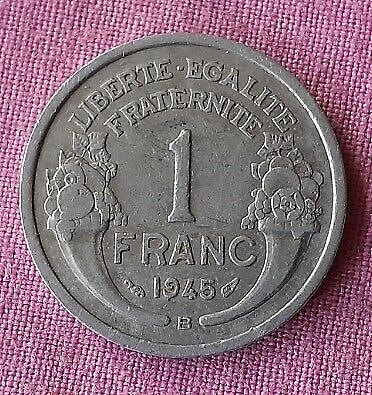 LIBERTE·EGALITE
FRATERNITE
1
FRANC
1945
B